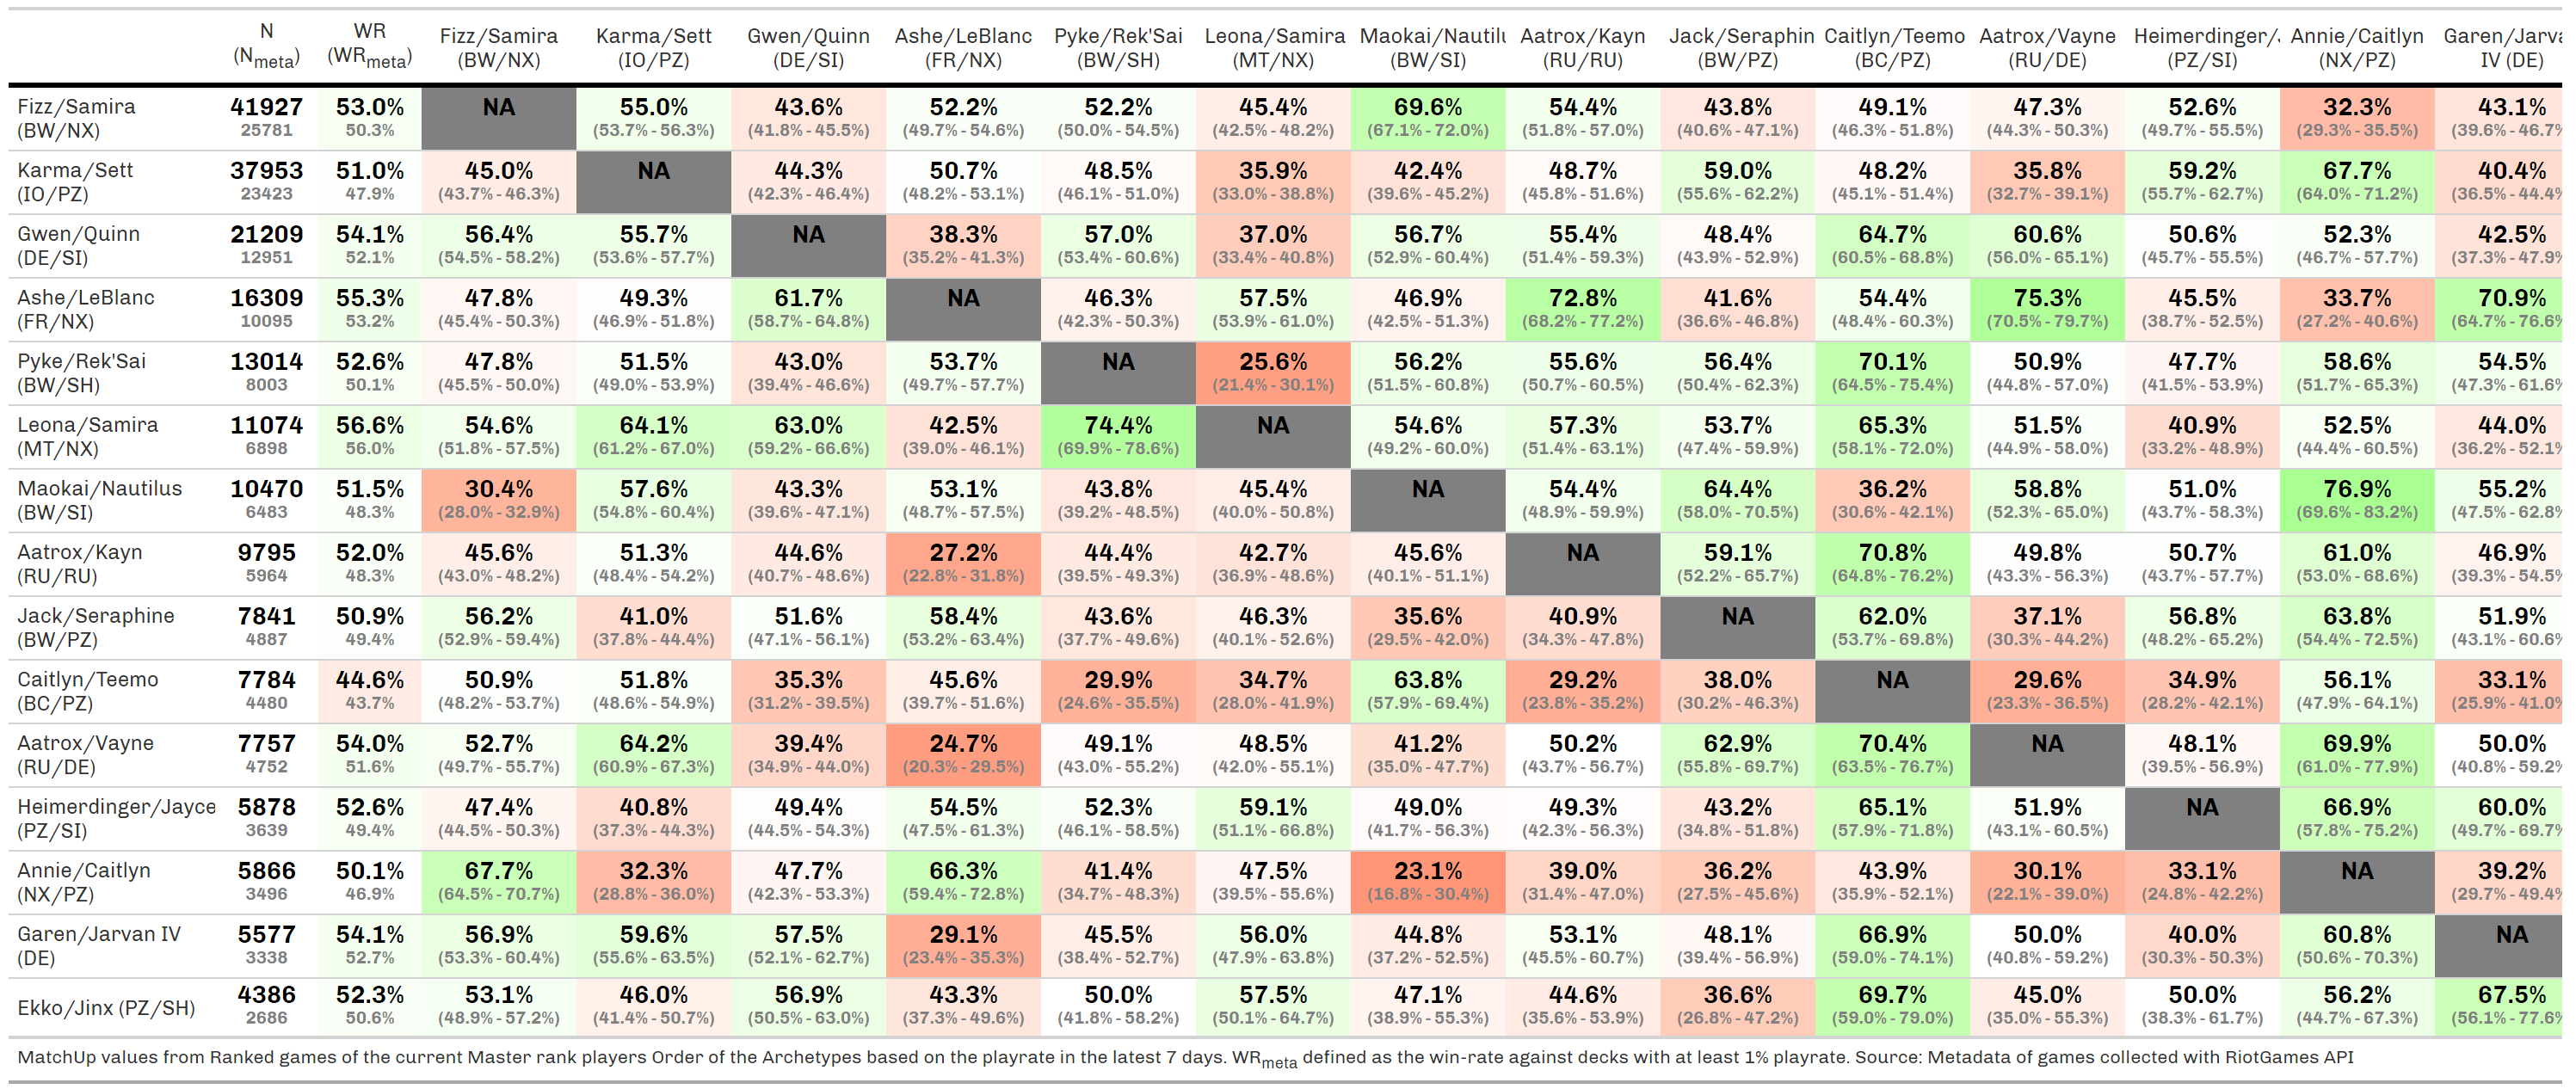 N WR Fizz/Samira Karma/Sett Gwen/Quinn Ashe/LeBlanc Pyke/Rek'Sai Leona/Samira Maokai/Nautilu Aatrox/Kayn Jack/Seraphin Caitlyn/Teemo Aatrox/Vayne Heimerdinger/J Annie/Caitlyn Garen/Jarva
(Nmeta) (WRmeta) (BW/NX) (IO/PZ) (DE/SI) (FR/NX) (BW/SH) (MT/NX) (BW/SI) (RU/RU) (BW/PZ) (BC/PZ) (RU/DE) (PZ/SI) (NX/PZ) IV (DE)
Fizz/Samira 41927 53.0% NA 55.0% 43.6% 52.2% 52.2% 45.4% 69.6% 54.4% 43.8% 49.1% 47.3% 52.6% 32.3% 43.1%
(BW/NX) 25781 50.3% (53.7% - 56.3%) (41.8% - 45.5%) (49.7% - 54.6%) (50.0% - 54.5%) (42.5% - 48.2%) (67.1% - 72.0%) (51.8% - 57.0%) (40.6% - 47.1%) (46.3% - 51.8%) (44.3% - 50.3%) (49.7% - 55.5%) (29.3% - 35.5%) (39.6% - 46.7%
Karma/Sett 37953 51.0% 45.0% NA 44.3% 50.7% 48.5% 35.9% 42.4% 48.7% 59.0% 48.2% 35.8% 59.2% 67.7% 40.4%
(IO/PZ) 23423 47.9% (43.7% - 46.3%) (42.3% - 46.4%) (48.2% - 53.1%) (46.1% - 51.0%) (33.0% - 38.8%) (39.6% - 45.2%) (45.8% - 51.6%) (55.6% - 62.2%) (45.1% - 51.4%) (32.7% - 39.1%) (55.7% - 62.7%) (64.0% - 71.2%) (36.5% - 44.4%
Gwen/Quinn 21209 54.1% 56.4% 55.7% NA 38.3% 57.0% 37.0% 56.7% 55.4% 48.4% 64.7% 60.6% 50.6% 52.3% 42.5%
(DE/SI) 12951 52.1% (54.5% - 58.2%) (53.6% - 57.7%) (35.2% - 41.3%) (53.4% - 60.6%) (33.4% - 40.8%) (52.9% - 60.4%) (51.4% - 59.3%) (43.9% - 52.9%) (60.5% - 68.8%) (56.0% - 65.1%) (45.7% - 55.5%) (46.7% - 57.7%) (37.3% - 47.9%
Ashe/LeBlanc 16309 55.3% 47.8% 49.3% 61.7% NA 46.3% 57.5% 46.9% 72.8% 41.6% 54.4% 75.3% 45.5% 33.7% 70.9%
(FR/NX) 10095 53.2% (45.4% - 50.3%) (46.9% - 51.8%) (58.7% - 64.8%) (42.3% - 50.3%) (53.9% - 61.0%) (42.5% - 51.3%) (68.2% - 77.2%) (36.6% - 46.8%) (48.4% - 60.3%) (70.5% - 79.7%) (38.7% - 52.5%) (27.2% - 40.6%) (64.7% - 76.6%
Pyke/Rek'Sai 13014 52.6% 47.8% 51.5% 43.0% 53.7% NA 25.6% 56.2% 55.6% 56.4% 70.1% 50.9% 47.7% 58.6% 54.5%
(BW/SH) 8003 50.1% (45.5% - 50.0%) (49.0% - 53.9%) (39.4% - 46.6%) (49.7% - 57.7%) (21.4% - 30.1%) (51.5% - 60.8%) (50.7% - 60.5%) (50.4% - 62.3%) (64.5% - 75.4%) (44.8% - 57.0%) (41.5% - 53.9%) (51.7% - 65.3%) (47.3% - 61.6%
Leona/Samira 11074 56.6% 54.6% 64.1% 63.0% 42.5% 74.4% NA 54.6% 57.3% 53.7% 65.3% 51.5% 40.9% 52.5% 44.0%
(MT/NX) 6898 56.0% (51.8% - 57.5%) (61.2% - 67.0%) (59.2% - 66.6%) (39.0% - 46.1%) (69.9% - 78.6%) (49.2% - 60.0%) (51.4% - 63.1%) (47.4% - 59.9%) (58.1% - 72.0%) (44.9% - 58.0%) (33.2% - 48.9%) (44.4% - 60.5%) (36.2% - 52.1%
Maokai/Nautilus 10470 51.5% 30.4% 57.6% 43.3% 53.1% 43.8% 45.4% NA 54.4% 64.4% 36.2% 58.8% 51.0% 76.9% 55.2%
(BW/SI) 6483 48.3% (28.0% - 32.9%) (54.8% - 60.4%) (39.6% - 47.1%) (48.7% - 57.5%) (39.2% - 48.5%) (40.0% - 50.8%) (48.9% - 59.9%) (58.0% - 70.5%) (30.6% - 42.1%) (52.3% - 65.0%) (43.7% - 58.3%) (69.6% - 83.2%) (47.5% - 62.8%
Aatrox/Kayn 9795 52.0% 45.6% 51.3% 44.6% 27.2% 44.4% 42.7% 45.6% NA 59.1% 70.8% 49.8% 50.7% 61.0% 46.9%
(RU/RU) 5964 48.3% (43.0% - 48.2%) (48.4% - 54.2%) (40.7% - 48.6%) (22.8% - 31.8%) (39.5% - 49.3%) (36.9% - 48.6%) (40.1% - 51.1%) (52.2% - 65.7%) (64.8% - 76.2%) (43.3% - 56.3%) (43.7% - 57.7%) (53.0% - 68.6%) (39.3% - 54.5%
Jack/Seraphine 7841 50.9% 56.2% 41.0% 51.6% 58.4% 43.6% 46.3% 35.6% 40.9% NA 62.0% 37.1% 56.8% 63.8% 51.9%
(BW/PZ) 4887 49.4% (52.9% - 59.4%) (37.8% - 44.4%) (47.1% - 56.1%) (53.2% - 63.4%) (37.7% - 49.6%) (40.1% - 52.6%) (29.5% - 42.0%) (34.3% - 47.8%) (53.7% - 69.8%) (30.3% - 44.2%) (48.2% - 65.2%) (54.4% - 72.5%) (43.1% - 60.6%
Caitlyn/Teemo 7784 44.6% 50.9% 51.8% 35.3% 45.6% 29.9% 34.7% 63.8% 29.2% 38.0% NA 29.6% 34.9% 56.1% 33.1%
(BC/PZ) 4480 43.7% (48.2% - 53.7%) (48.6% - 54.9%) (31.2% - 39.5%) (39.7% - 51.6%) (24.6% - 35.5%) (28.0% - 41.9%) (57.9% - 69.4%) (23.8% - 35.2%) (30.2% - 46.3%) (23.3% - 36.5%) (28.2% - 42.1%) (47.9% - 64.1%) (25.9% - 41.0%
Aatrox/Vayne 7757 54.0% 52.7% 64.2% 39.4% 24.7% 49.1% 48.5% 41.2% 50.2% 62.9% 70.4% NA 48.1% 69.9% 50.0%
(RU/DE) 4752 51.6% (49.7% - 55.7%) (60.9% - 67.3%) (34.9% - 44.0%) (20.3% - 29.5%) (43.0% - 55.2%) (42.0% - 55.1%) (35.0% - 47.7%) (43.7% - 56.7%) (55.8% - 69.7%) (63.5% - 76.7%) (39.5% - 56.9%) (61.0% - 77.9%) (40.8% - 59.2%
Heimerdinger/Jayce 5878 52.6% 47.4% 40.8% 49.4% 54.5% 52.3% 59.1% 49.0% 49.3% 43.2% 65.1% 51.9% NA 66.9% 60.0%
(PZ/SI) 3639 49.4% (44.5% - 50.3%) (37.3% - 44.3%) (44.5% - 54.3%) (47.5% - 61.3%) (46.1% - 58.5%) (51.1% - 66.8%) (41.7% - 56.3%) (42.3% - 56.3%) (34.8% - 51.8%) (57.9% - 71.8%) (43.1% - 60.5%) (57.8% - 75.2%) (49.7% - 69.7%
Annie/Caitlyn 5866 50.1% 67.7% 32.3% 47.7% 66.3% 41.4% 47.5% 23.1% 39.0% 36.2% 43.9% 30.1% 33.1% NA 39.2%
(NX/PZ) 3496 46.9% (64.5% - 70.7%) (28.8% - 36.0%) (42.3% - 53.3%) (59.4% - 72.8%) (34.7% - 48.3%) (39.5% - 55.6%) (16.8% - 30.4%) (31.4% - 47.0%) (27.5% - 45.6%) (35.9% - 52.1%) (22.1% - 39.0%) (24.8% - 42.2%) (29.7% - 49.4%
Garen/Jarvan IV 5577 54.1% 56.9% 59.6% 57.5% 29.1% 45.5% 56.0% 44.8% 53.1% 48.1% 66.9% 50.0% 40.0% 60.8% NA
(DE) 3338 52.7% (53.3% - 60.4%) (55.6% - 63.5%) (52.1% - 62.7%) (23.4% - 35.3%) (38.4% - 52.7%) (47.9% - 63.8%) (37.2% - 52.5%) (45.5% - 60.7%) (39.4% - 56.9%) (59.0% - 74.1%) (40.8% - 59.2%) (30.3% - 50.3%) (50.6% - 70.3%)
Ekko/Jinx (PZ/SH) 4386 52.3% 53.1% 46.0% 56.9% 43.3% 50.0% 57.5% 47.1% 44.6% 36.6% 69.7% 45.0% 50.0% 56.2% 67.5%
2686 50.6% (48.9% - 57.2%) (41.4% - 50.7%) (50.5% - 63.0%) (37.3% - 49.6%) (41.8% - 58.2%) (50.1% - 64.7%) (38.9% - 55.3%) (35.6% - 53.9%) (26.8% - 47.2%) (59.0% - 79.0%) (35.0% - 55.3%) (38.3% - 61.7%) (44.7% - 67.3%) (56.1% - 77.6%
MatchUp values from Ranked games of the current Master rank players Order of the Archetypes based on the playrate in the latest 7 days. WRmeta defined as the win-rate against decks with at least 1% playrate. Source: Metadata of games collected with RiotGames API